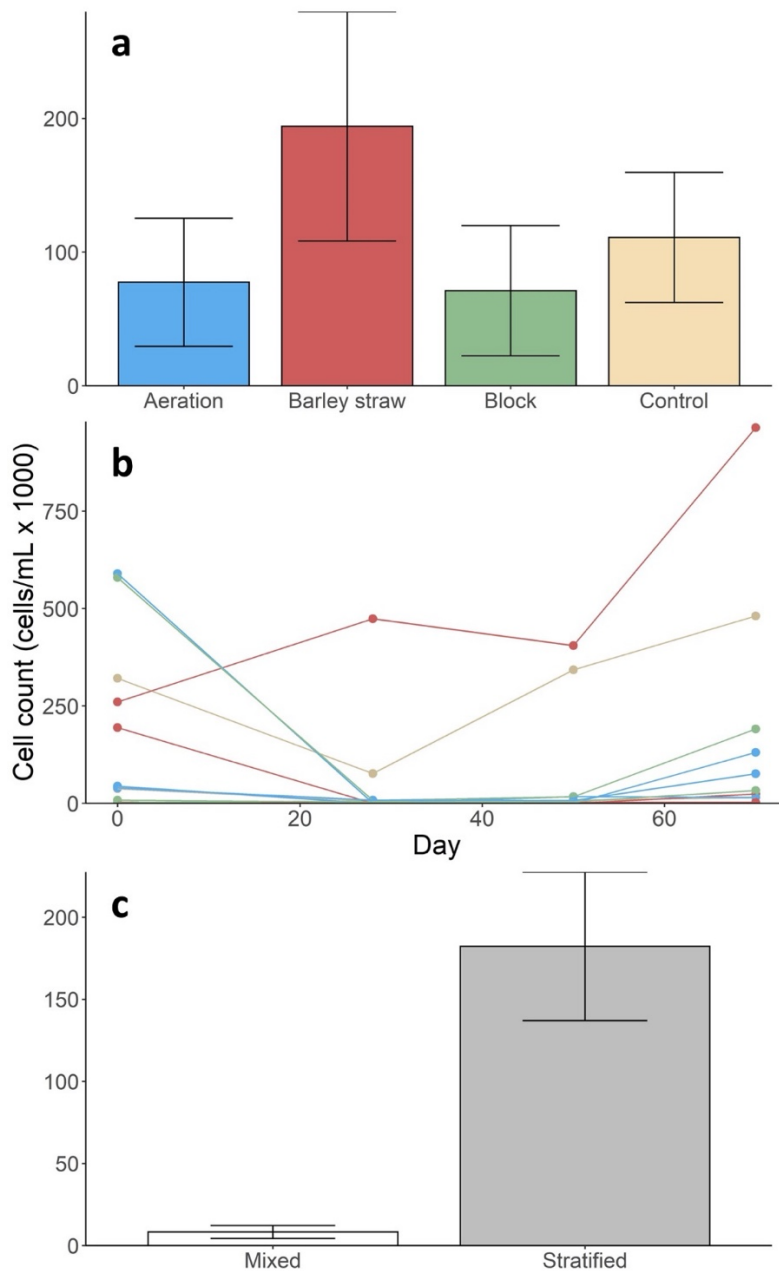 a
200
100
0
Aeration Barley straw Block Control
b
Cell count (cells/mL x 1000)
750
500
250
0
0 20 40 60
Day
c
200
150
100
50
0
Mixed Stratified